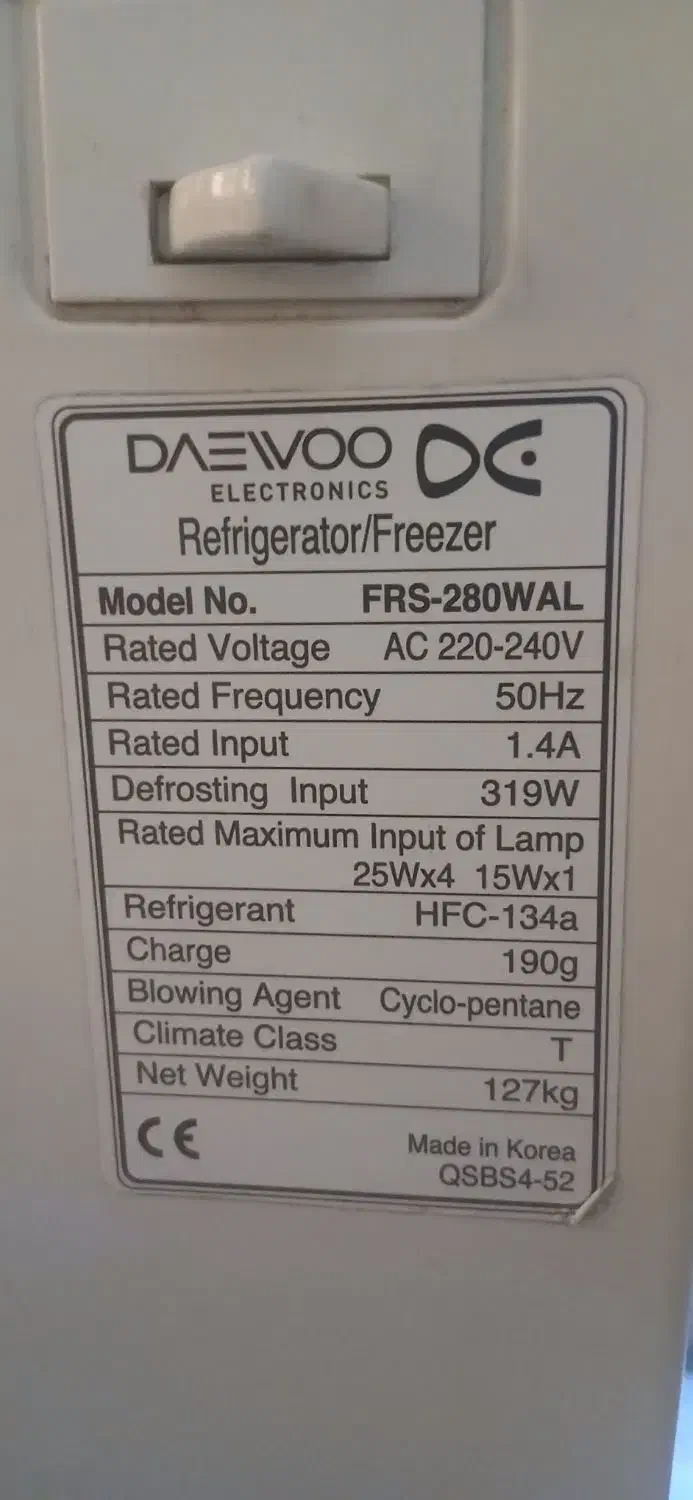 DAEWOO
ELECTRONICS
Refrigerator/Freezer
Model No. FRS-280WAL
Rated Voltage AC 220-240V
Rated Frequency 50Hz
Rated Input 1.4A
Defrosting Input 319W
Rated Maximum Input of Lamp
25Wx4 15Wx1
Refrigerant HFC-134a
Charge 190g
Blowing Agent Cyclo-pentane
Climate Class T
Net Weight 127kg
CE
Made in Korea
QSBS4-52